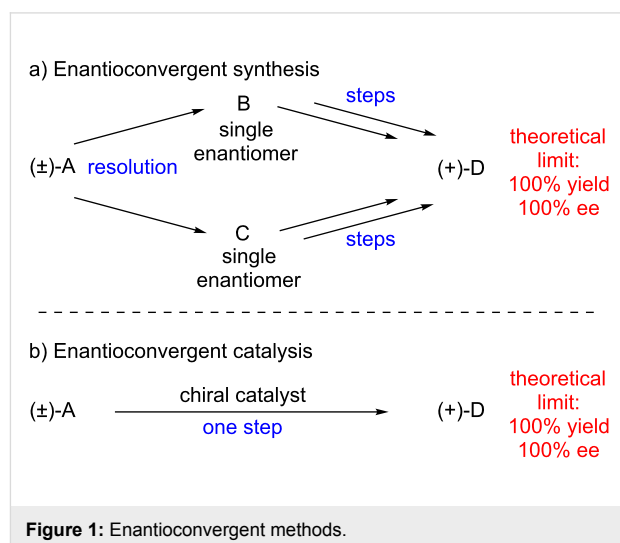 a) Enantioconvergent synthesis
B
single
enantiomer
steps
(±)-A
resolution
(+)-D
theoretical
limit:
100% yield
100% ee
C
single
enantiomer
steps
b) Enantioconvergent catalysis
(±)-A
chiral catalyst
one step
(+)-D
theoretical
limit:
100% yield
100% ee
Figure 1: Enantioconvergent methods.